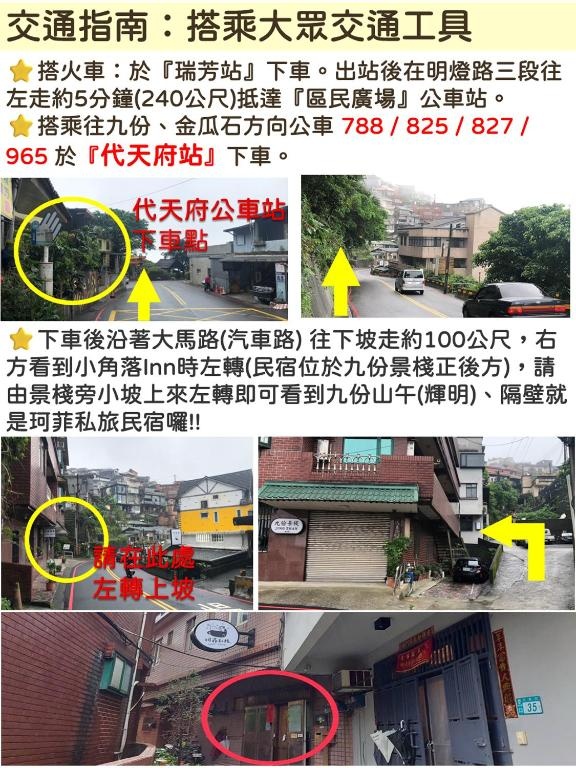 交通指南：搭乘大眾交通工具
⭐搭火車：於『瑞芳站』下車。出站後在明燈路三段往
左走約5分鐘(240公尺)抵達『區民廣場』公車站。
⭐搭乘往九份、金瓜石方向公車 788 / 825 / 827 /
965 於『代天府站』下車。
代天府公車站
下車點
⭐下車後沿著大馬路(汽車路) 往下坡走約100公尺，右
方看到小角落Inn時左轉(民宿位於九份景棧正後方)，請
由景棧旁小坡上來左轉即可看到九份山午(輝明)、隔壁就
是珂菲私旅民宿囉!!
請在此處
左轉上坡
九份景棧
35